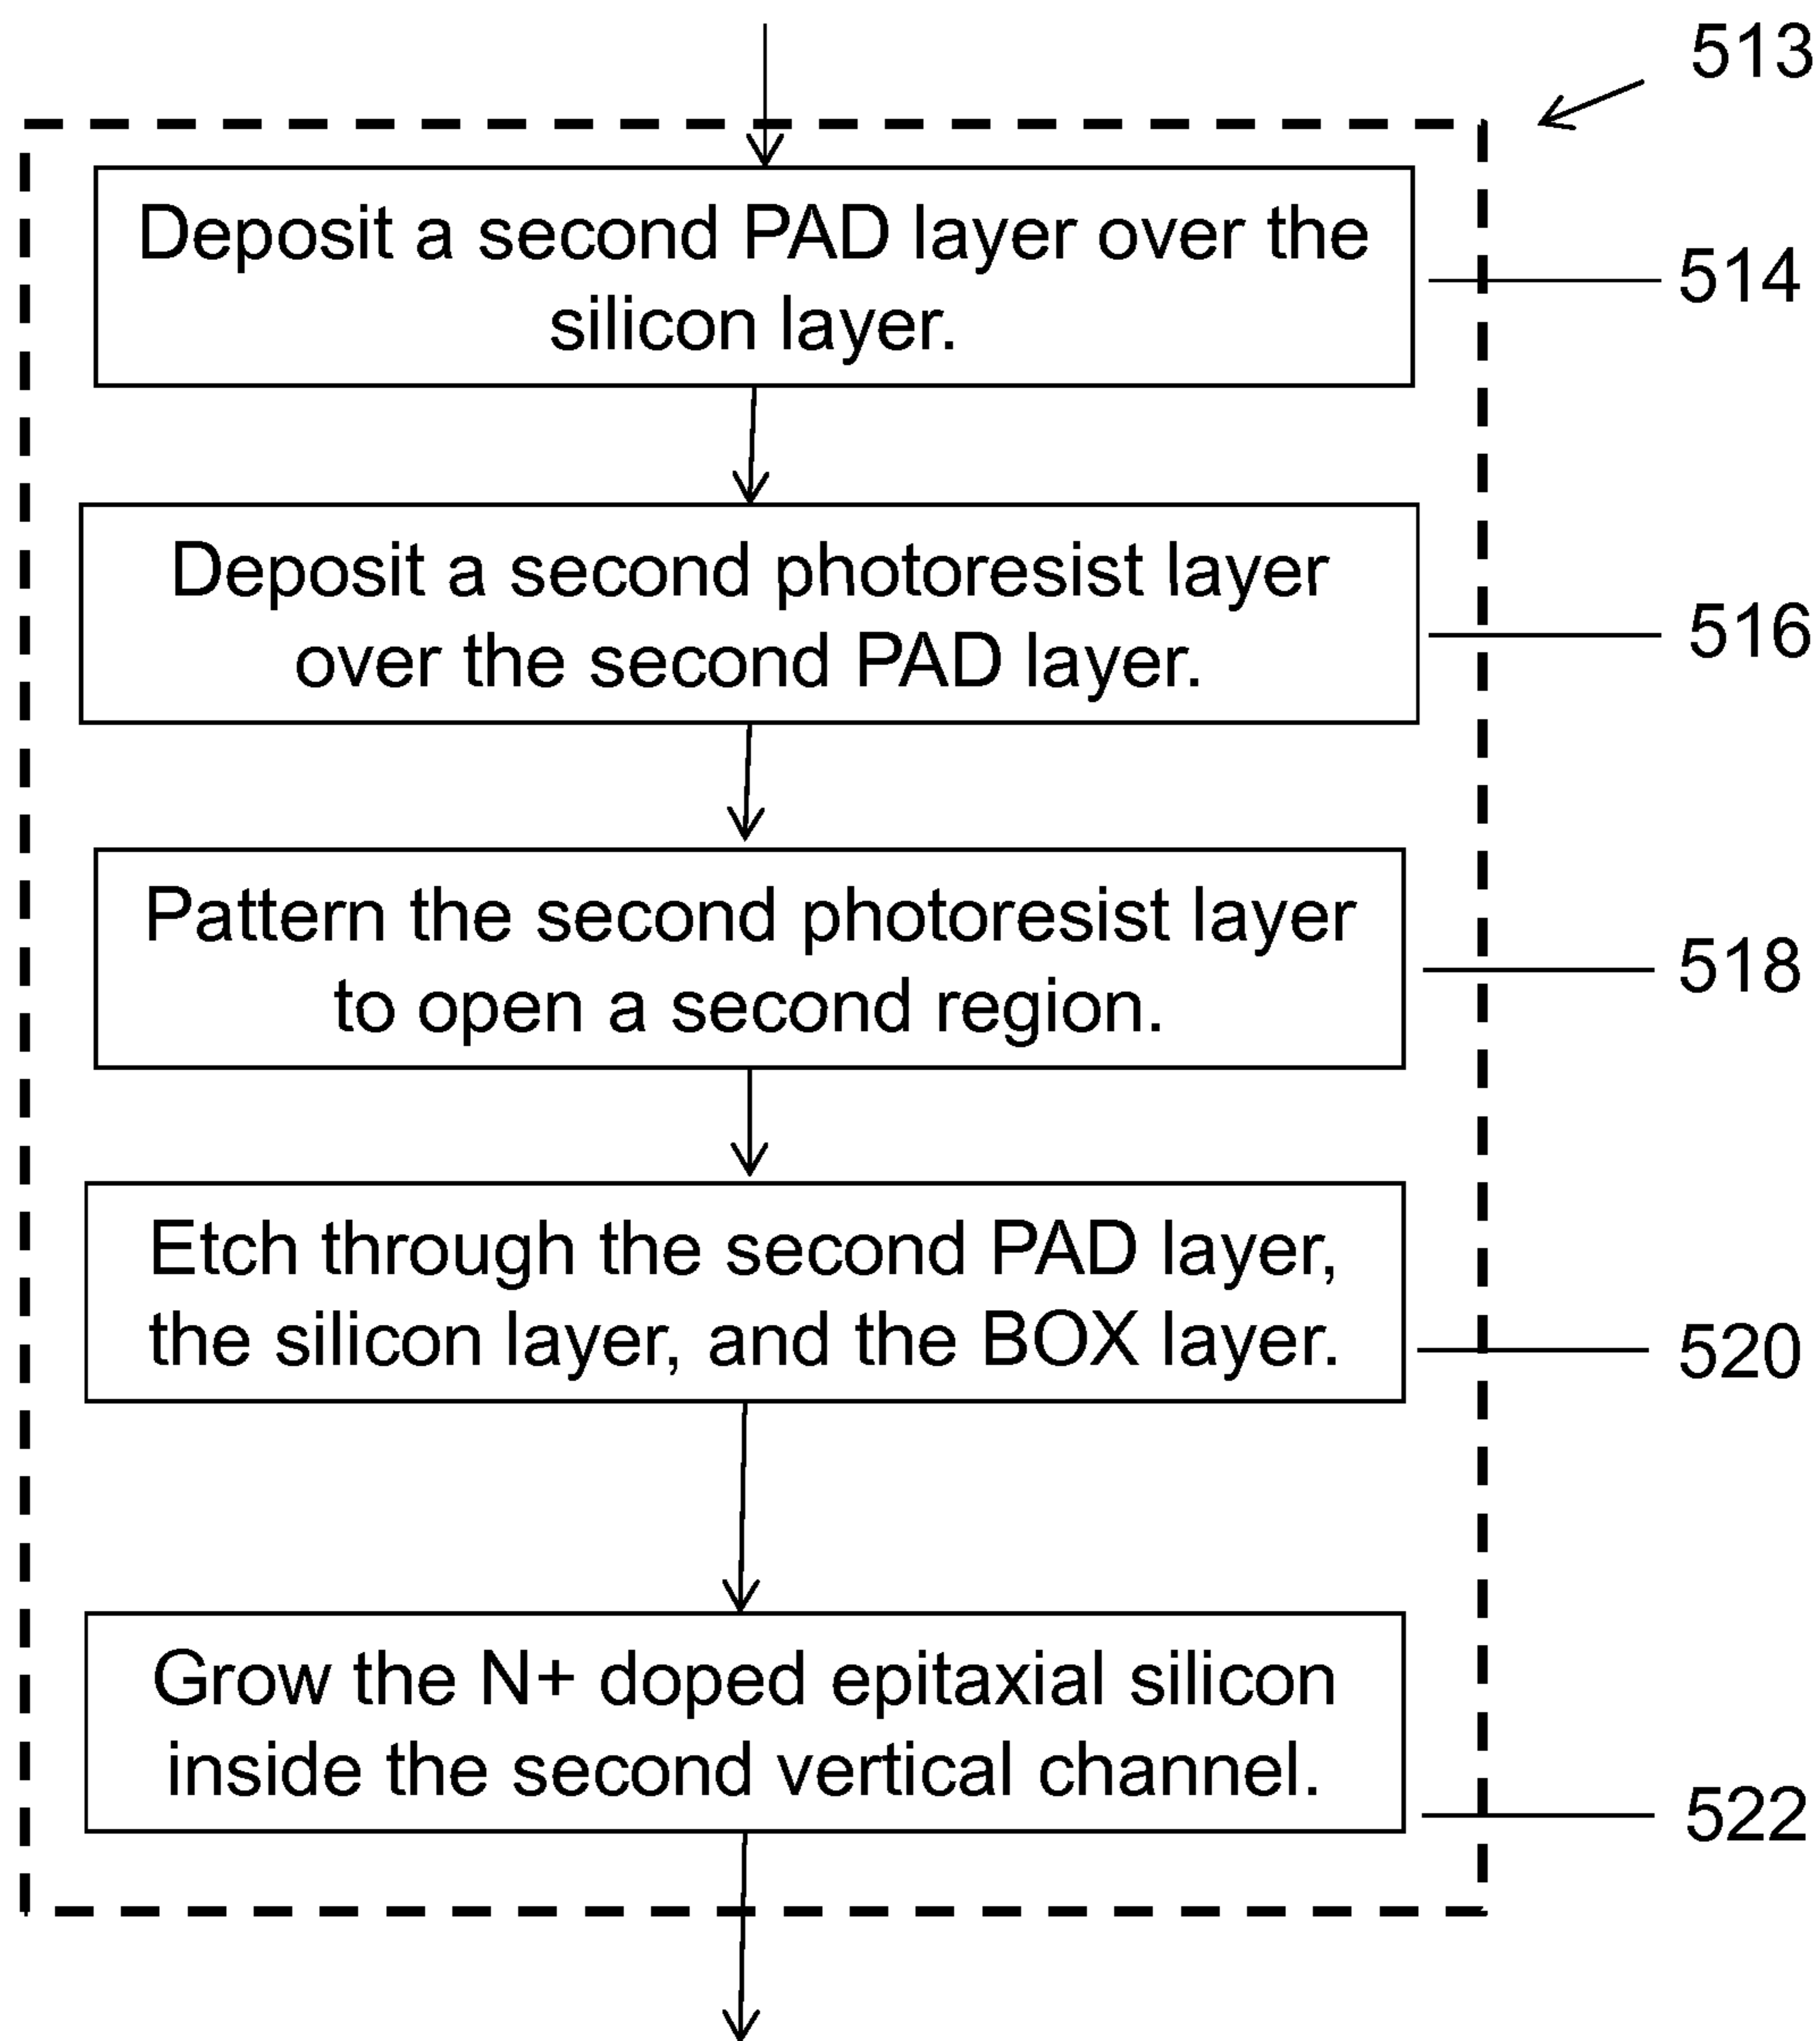 513
Deposit a second PAD layer over the
silicon layer.
514
Deposit a second photoresist layer
over the second PAD layer.
516
Pattern the second photoresist layer
to open a second region.
518
Etch through the second PAD layer,
the silicon layer, and the BOX layer.
520
Grow the N+ doped epitaxial silicon
inside the second vertical channel.
522